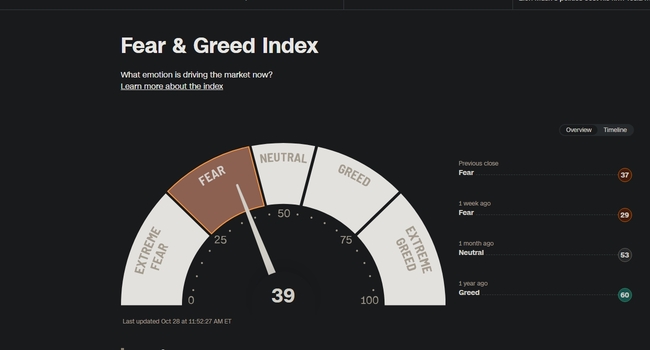 Fear & Greed Index
What emotion is driving the market now?
Learn more about the index
Overview
Timeline
EXTREME
FEAR
FEAR
NEUTRAL
GREED
EXTREME
GREED
0
25
50
75
100
39
Last updated Oct 28 at 11:52:27 AM ET
Previous close
Fear
37
1 week ago
Fear
29
1 month ago
Neutral
53
1 year ago
Greed
60